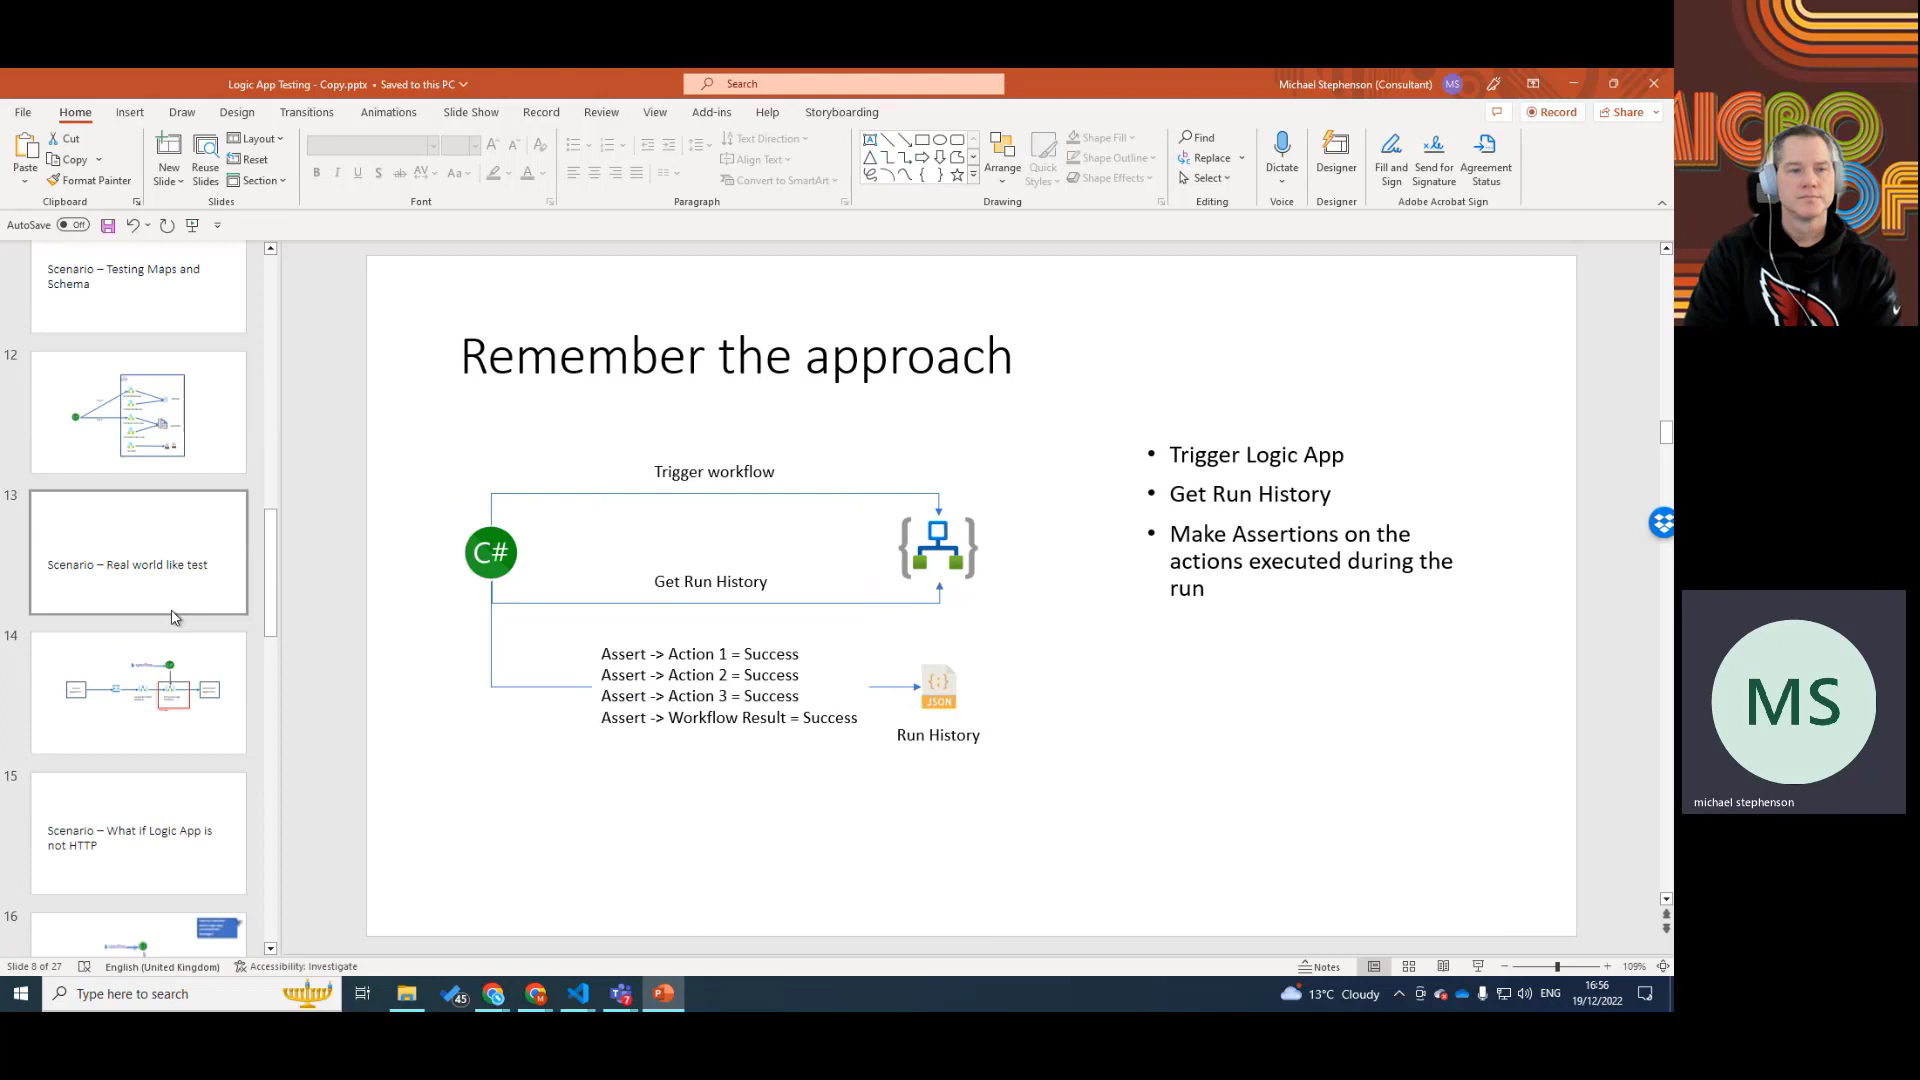 Logic App Testing - Copy.pptx • Saved to this PC
Search
Michael Stephenson (Consultant)
MS
File
Home
Insert
Draw
Design
Transitions
Animations
Slide Show
Record
Review
View
Add-ins
Help
Storyboarding
Record
Share
Paste
Cut
Copy
Format Painter
Clipboard
New Slide
Reuse Slides
Layout
Reset
Section
Slides
Font
Text Direction
Align Text
Convert to SmartArt
Paragraph
Arrange
Quick Styles
Shape Fill
Shape Outline
Shape Effects
Drawing
Find
Replace
Select
Editing
Dictate
Voice
Designer
Designer
Fill and Sign
Send for Signature
Agreement Status
Adobe Acrobat Sign
AutoSave
Off
Scenario – Testing Maps and
Schema
12
13
Scenario – Real world like test
14
15
Scenario – What if Logic App is
not HTTP
16
Remember the approach
Trigger workflow
C#
Get Run History
Assert -> Action 1 = Success
Assert -> Action 2 = Success
Assert -> Action 3 = Success
Assert -> Workflow Result = Success
JSON
Run History
• Trigger Logic App
• Get Run History
• Make Assertions on the
actions executed during the
run
MS
michael stephenson
Slide 8 of 27
English (United Kingdom)
Accessibility: Investigate
Notes
109%
Type here to search
45
13°C Cloudy
ENG
16:56
19/12/2022